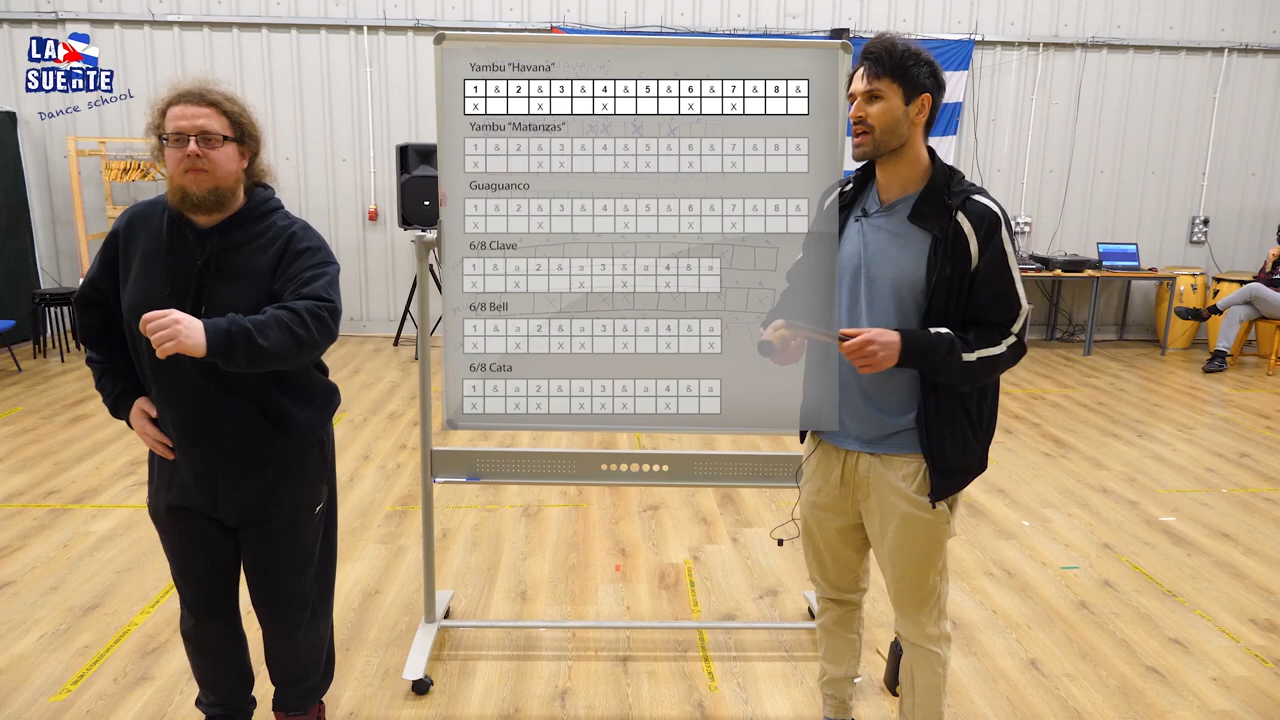 LA
SUERTE
Dance school
Yambu "Havana"
1 & 2 & 3 & 4 & 5 & 6 & 7 & 8 &
X X X X X
Yambu "Matanzas"
1 & 2 & 3 & 4 & 5 & 6 & 7 & 8 &
X X X X X X X
Guaguanco
1 & 2 & 3 & 4 & 5 & 6 & 7 & 8 &
X X X X X
6/8 Clave
1 & a 2 & a 3 & a 4 & a
X X X X X
6/8 Bell
1 & a 2 & a 3 & a 4 & a
X X X X X X X
6/8 Cata
1 & a 2 & a 3 & a 4 & a
X X X X X X X